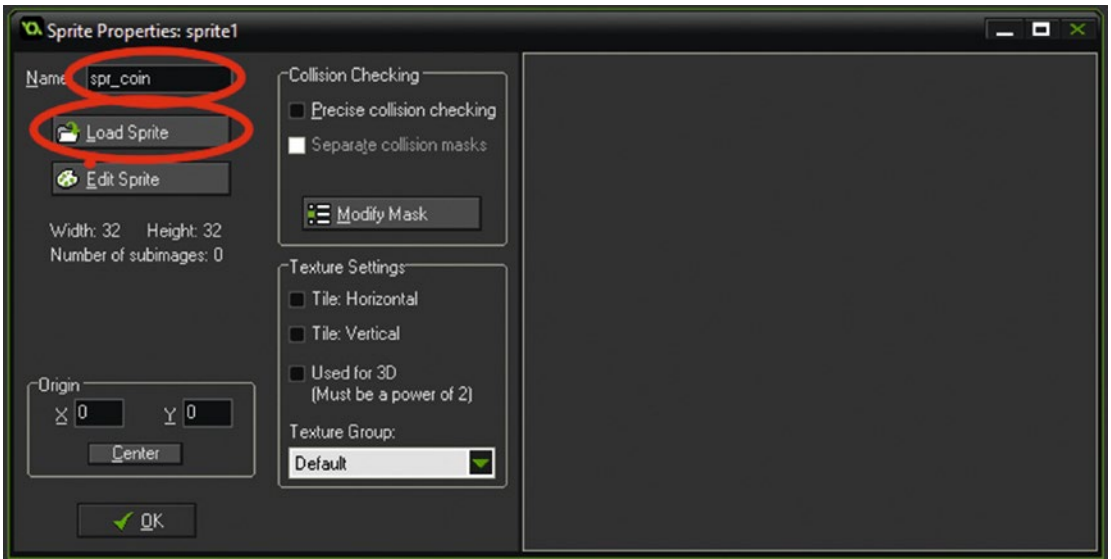 Sprite Properties: sprite1
Name spr_coin
Load Sprite
Edit Sprite
Width: 32 Height: 32
Number of subimages: 0
Origin
X 0 Y 0
Center
OK
Collision Checking
Precise collision checking
Separate collision masks
Modify Mask
Texture Settings
Tile: Horizontal
Tile: Vertical
Used for 3D
(Must be a power of 2)
Texture Group:
Default